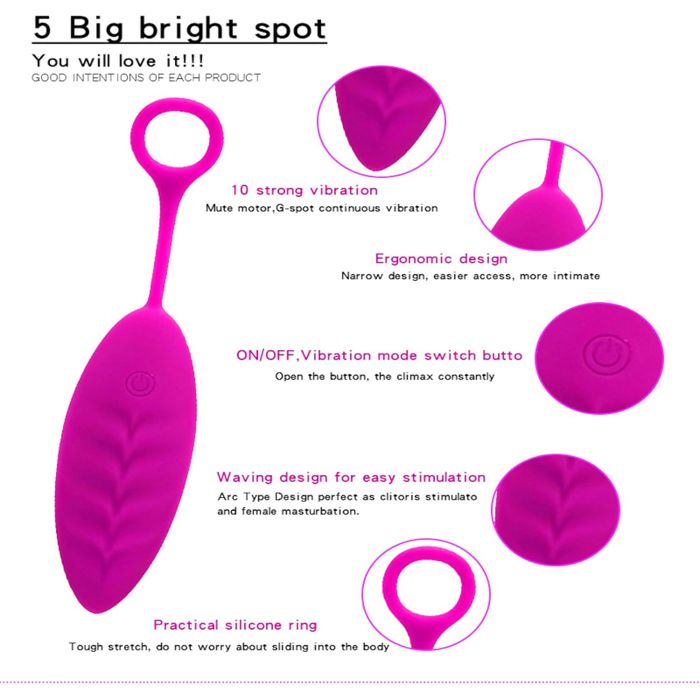 5 Big bright spot
You will love it!!!
GOOD INTENTIONS OF EACH PRODUCT
10 strong vibration
Mute motor,G-spot continuous vibration
Ergonomic design
Narrow design, easier access, more intimate
ON/OFF,Vibration mode switch butto
Open the button, the climax constantly
Waving design for easy stimulation
Arc Type Design perfect as clitoris stimulato
and female masturbation.
Practical silicone ring
Tough stretch, do not worry about sliding into the body